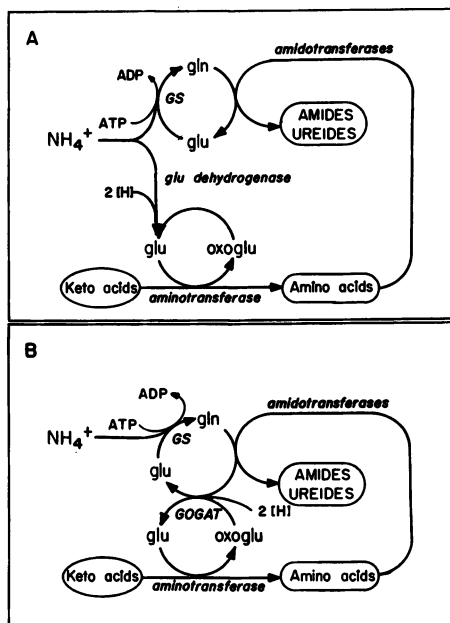 A
amidotransferases
ADP
gln
GS
ATP
AMIDES
UREIDES
NH4+
glu
glu dehydrogenase
2 [H]
glu
oxoglu
Keto acids
aminotransferase
Amino acids
B
ADP
amidotransferases
ATP
gln
NH4+
GS
glu
AMIDES
UREIDES
2 [H]
GOGAT
glu
oxoglu
Keto acids
aminotransferase
Amino acids